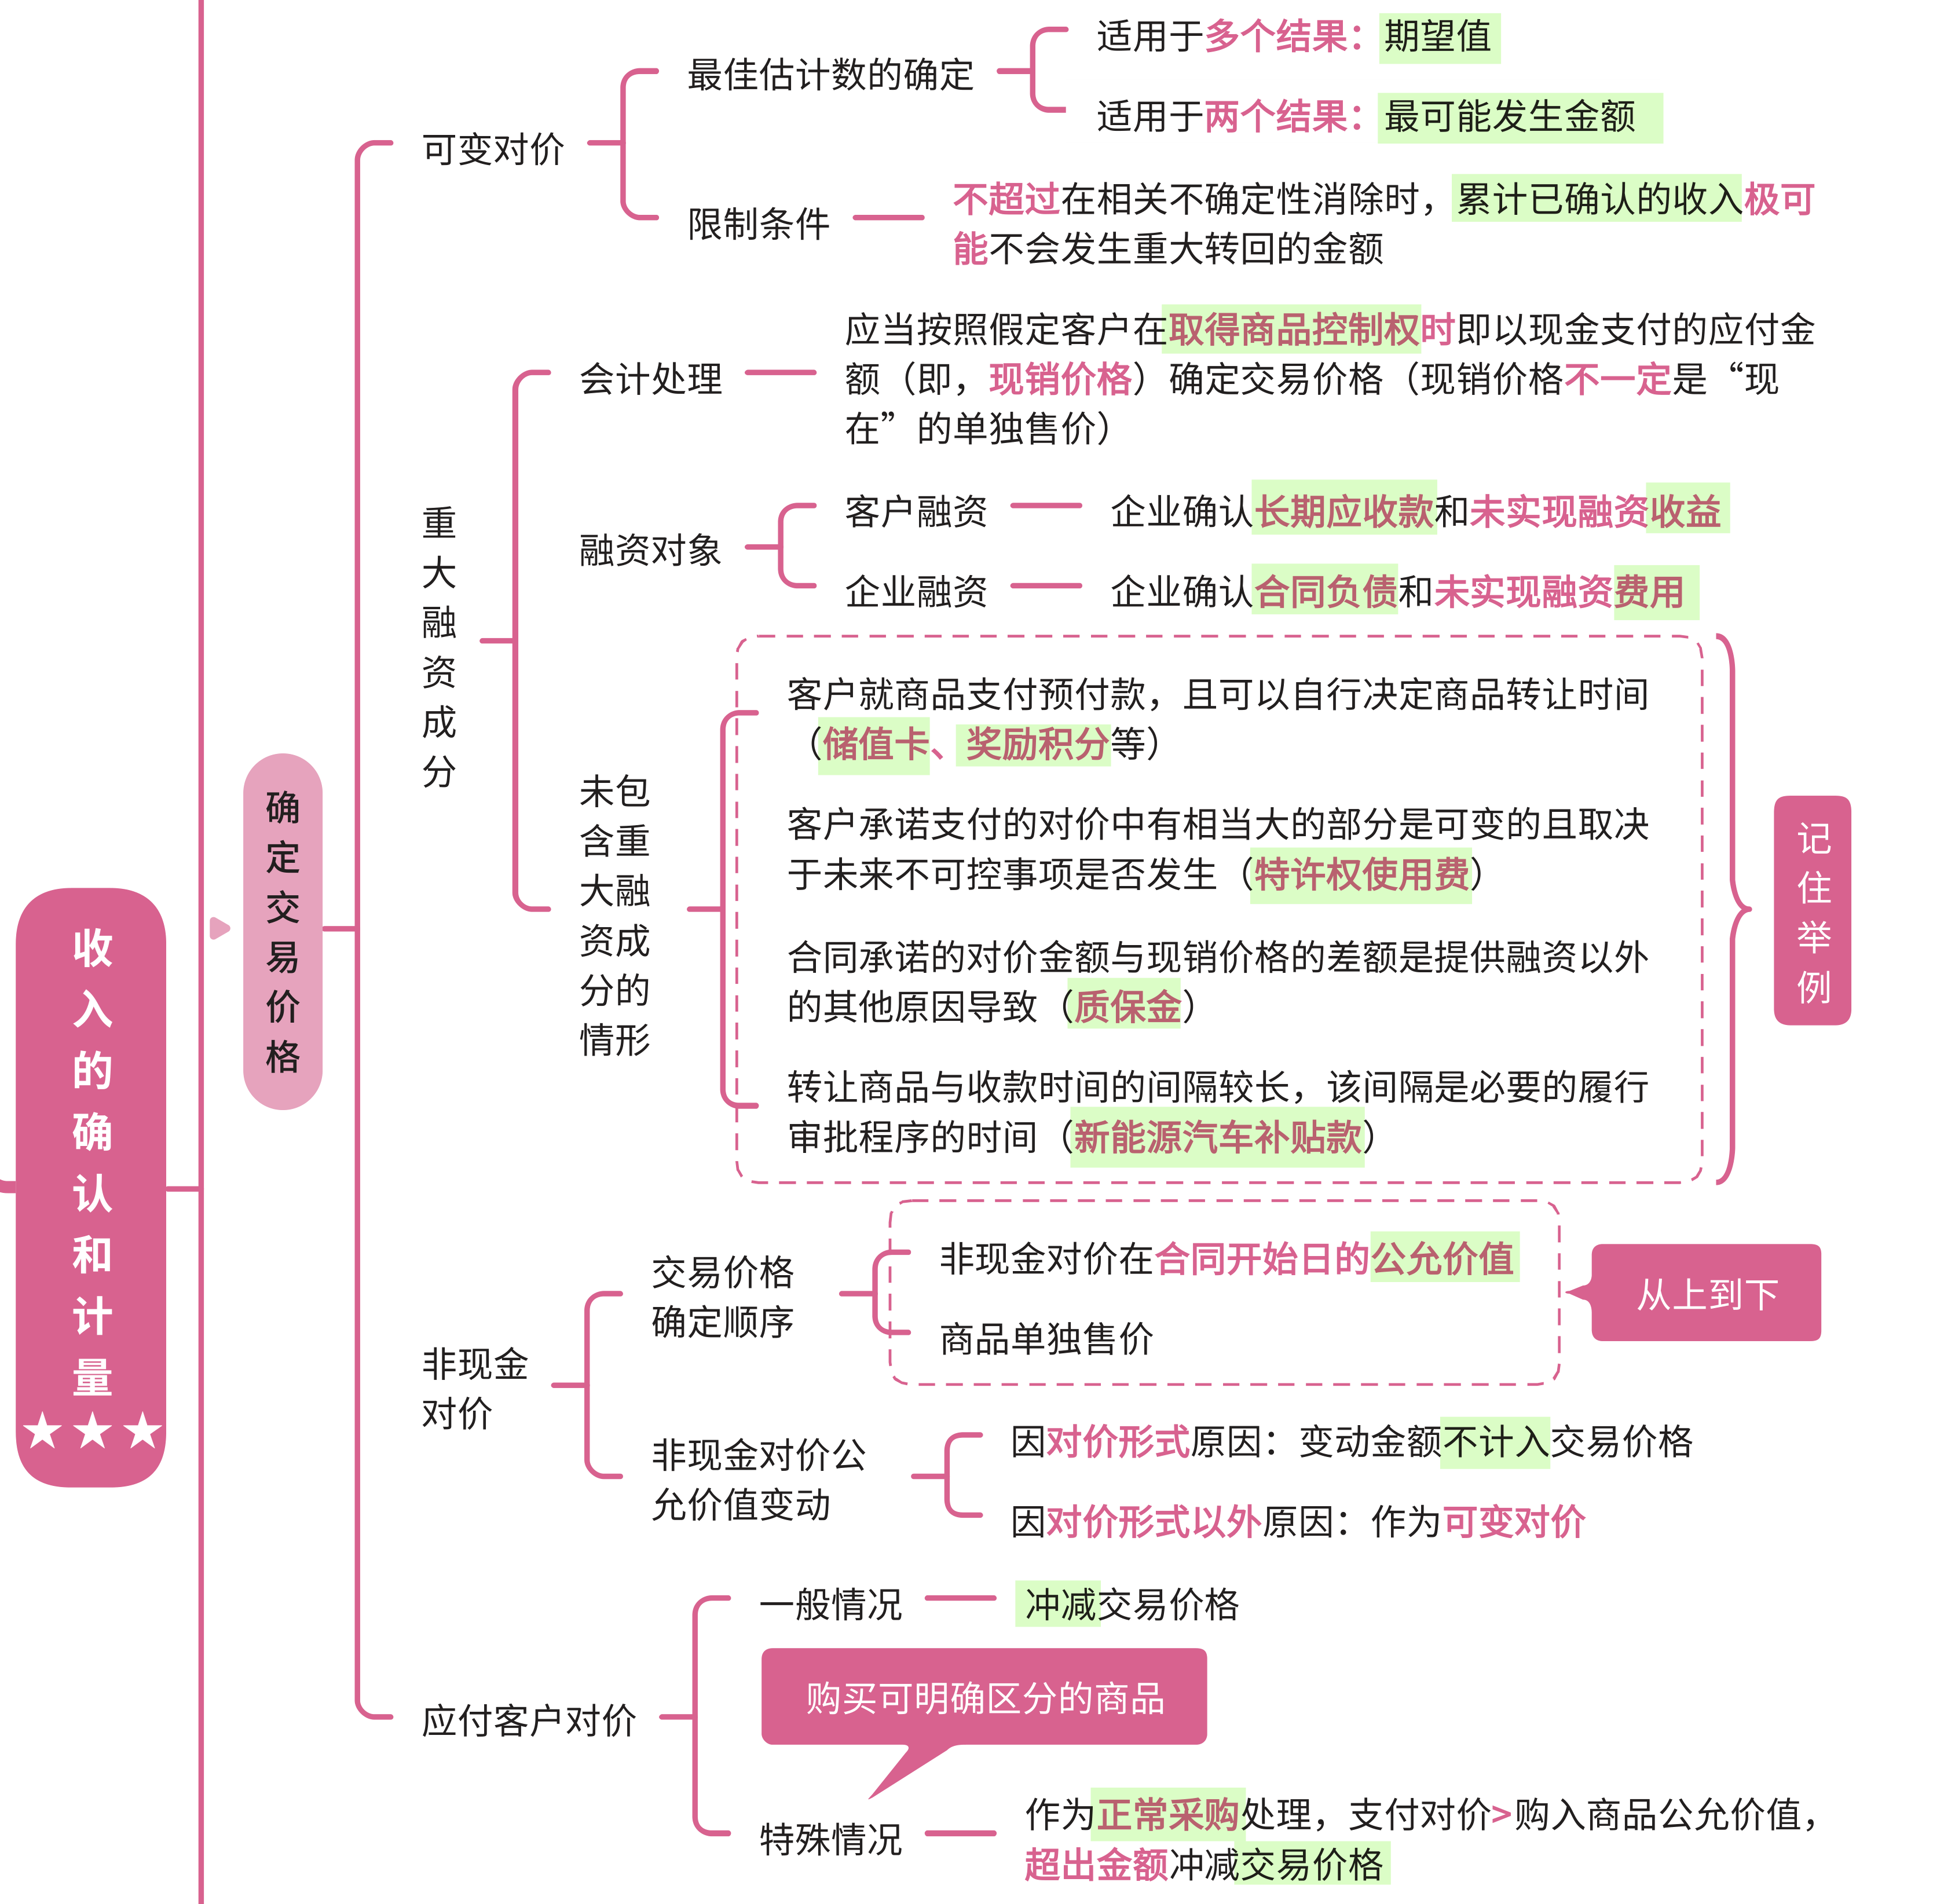 收入的确认和计量
★★★
确定交易价格
可变对价
最佳估计数的确定
适用于多个结果：期望值
适用于两个结果：最可能发生金额
限制条件
不超过在相关不确定性消除时，累计已确认的收入极可
能不会发生重大转回的金额
重大融资成分
会计处理
应当按照假定客户在取得商品控制权时即以现金支付的应付金
额（即，现销价格）确定交易价格（现销价格不一定是“现
在”的单独售价）
融资对象
客户融资
企业确认长期应收款和未实现融资收益
企业融资
企业确认合同负债和未实现融资费用
未包
含重
大融
资成
分的
情形
客户就商品支付预付款，且可以自行决定商品转让时间
（储值卡、奖励积分等）
客户承诺支付的对价中有相当大的部分是可变的且取决
于未来不可控事项是否发生（特许权使用费）
合同承诺的对价金额与现销价格的差额是提供融资以外
的其他原因导致（质保金）
转让商品与收款时间的间隔较长，该间隔是必要的履行
审批程序的时间（新能源汽车补贴款）
记住举例
非现金
对价
交易价格
确定顺序
非现金对价在合同开始日的公允价值
商品单独售价
从上到下
非现金对价公
允价值变动
因对价形式原因：变动金额不计入交易价格
因对价形式以外原因：作为可变对价
应付客户对价
一般情况
冲减交易价格
购买可明确区分的商品
特殊情况
作为正常采购处理，支付对价>购入商品公允价值，
超出金额冲减交易价格